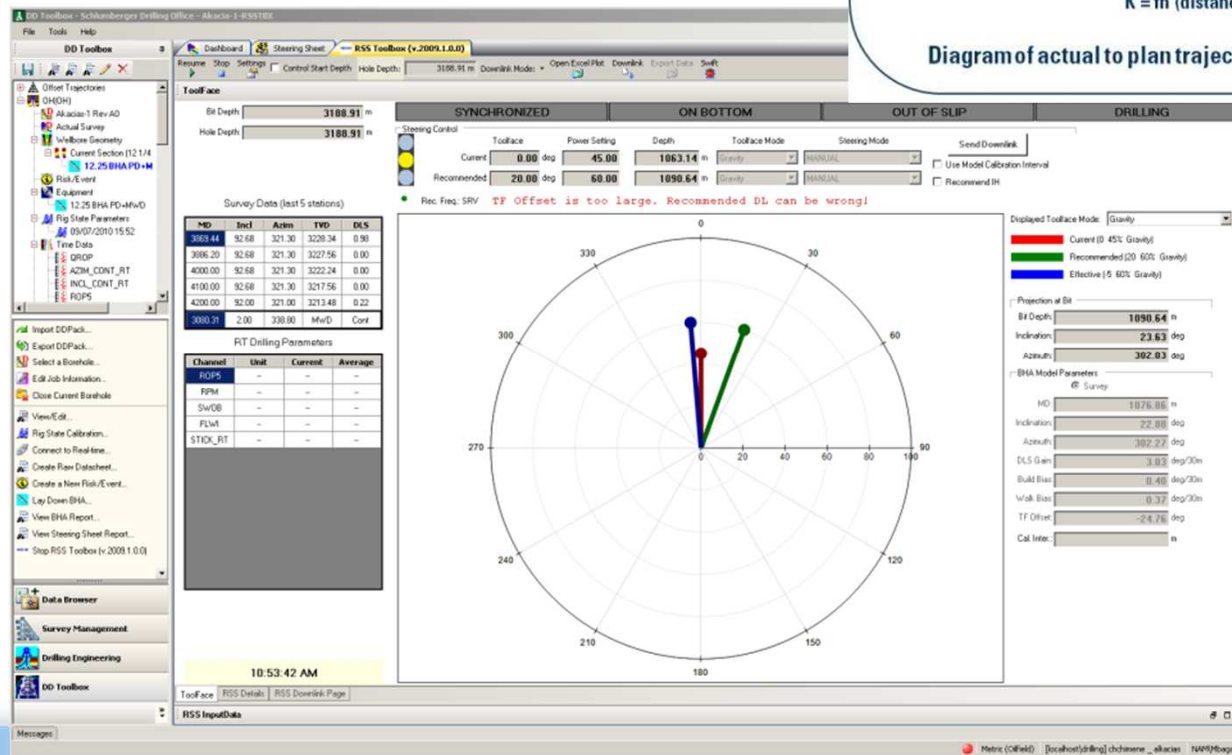 K = fn (distanc
Diagram of actual to plan trajec
DD Toolbox - Schlumberger Drilling Office - Akacia-1-RSSTBX
File Tools Help
DD Toolbox
Offset Trajectories
OH(OH)
Akacias-1 Rev A0
Actual Survey
Wellbore Geometry
Current Section (12 1/4
12.25 BHA PD+M
Risk/Event
Equipment
12.25 BHA PD+MWD
Rig State Parameters
09/07/2010 15:52
Time Data
QROP
AZIM_CONT_RT
INCL_CONT_RT
ROP5
Import DDPack...
Export DDPack...
Select a Borehole...
Edit Job Information...
Close Current Borehole
View/Edit...
Rig State Calibration...
Connect to Real-time...
Create Raw Datasheet...
Create a New Risk/Event...
Lay Down BHA...
View BHA Report...
View Steering Sheet Report...
Stop RSS Toolbox (v.2009.1.0.0)
Data Browser
Survey Management
Drilling Engineering
DD Toolbox
Messages
Dashboard Steering Sheet RSS Toolbox (v.2009.1.0.0)
Resume Stop Settings Control Start Depth Hole Depth: 3188.91 m Downlink Mode: Open Excel Plot Downlink Export Data Swift
ToolFace
Bit Depth 3188.91 m
Hole Depth 3188.91 m
SYNCHRONIZED ON BOTTOM OUT OF SLIP DRILLING
Steering Control
Toolface Power Setting Depth Toolface Mode Steering Mode
Current 0.00 deg 45.00 1063.14 m Gravity MANUAL
Recommended 20.00 deg 60.00 1090.64 m Gravity MANUAL
Send Downlink
Use Model Calibration Interval
Recommend IH
Rec. Freq.: SRV TF Offset is too large. Recommended DL can be wrong!
Survey Data (last 5 stations)
MD Incl Azim TVD DLS
3869.44 92.68 321.30 3228.34 0.98
3886.20 92.68 321.30 3227.56 0.00
4000.00 92.68 321.30 3222.24 0.00
4100.00 92.68 321.30 3217.56 0.00
4200.00 92.00 321.00 3213.48 0.22
3080.31 2.00 338.80 MWD Cont
RT Drilling Parameters
Channel Unit Current Average
ROP5 - - -
RPM - - -
SWOB - - -
FLWI - - -
STICK_RT - - -
10:53:42 AM
0
330
300
60
270
0 20 40 60 80 100
90
240
120
210
150
180
Displayed Toolface Mode: Gravity
Current (0 45% Gravity)
Recommended (20 60% Gravity)
Effective (-5 60% Gravity)
Projection at Bit
Bit Depth: 1090.64 m
Inclination: 23.63 deg
Azimuth: 302.03 deg
BHA Model Parameters
Survey
MD: 1076.86 m
Inclination: 22.88 deg
Azimuth: 302.27 deg
DLS Gain: 3.03 deg/30m
Build Bias: 0.40 deg/30m
Walk Bias: 0.37 deg/30m
TF Offset: -24.76 deg
Cal. Inter.: m
ToolFace RSS Details RSS Downlink Page
RSS InputData
Metric (Oilfield)